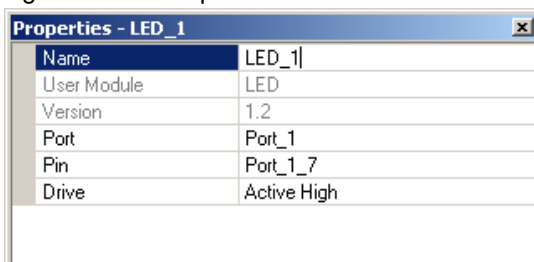 Properties - LED_1
Name LED_1
User Module LED
Version 1.2
Port Port_1
Pin Port_1_7
Drive Active High